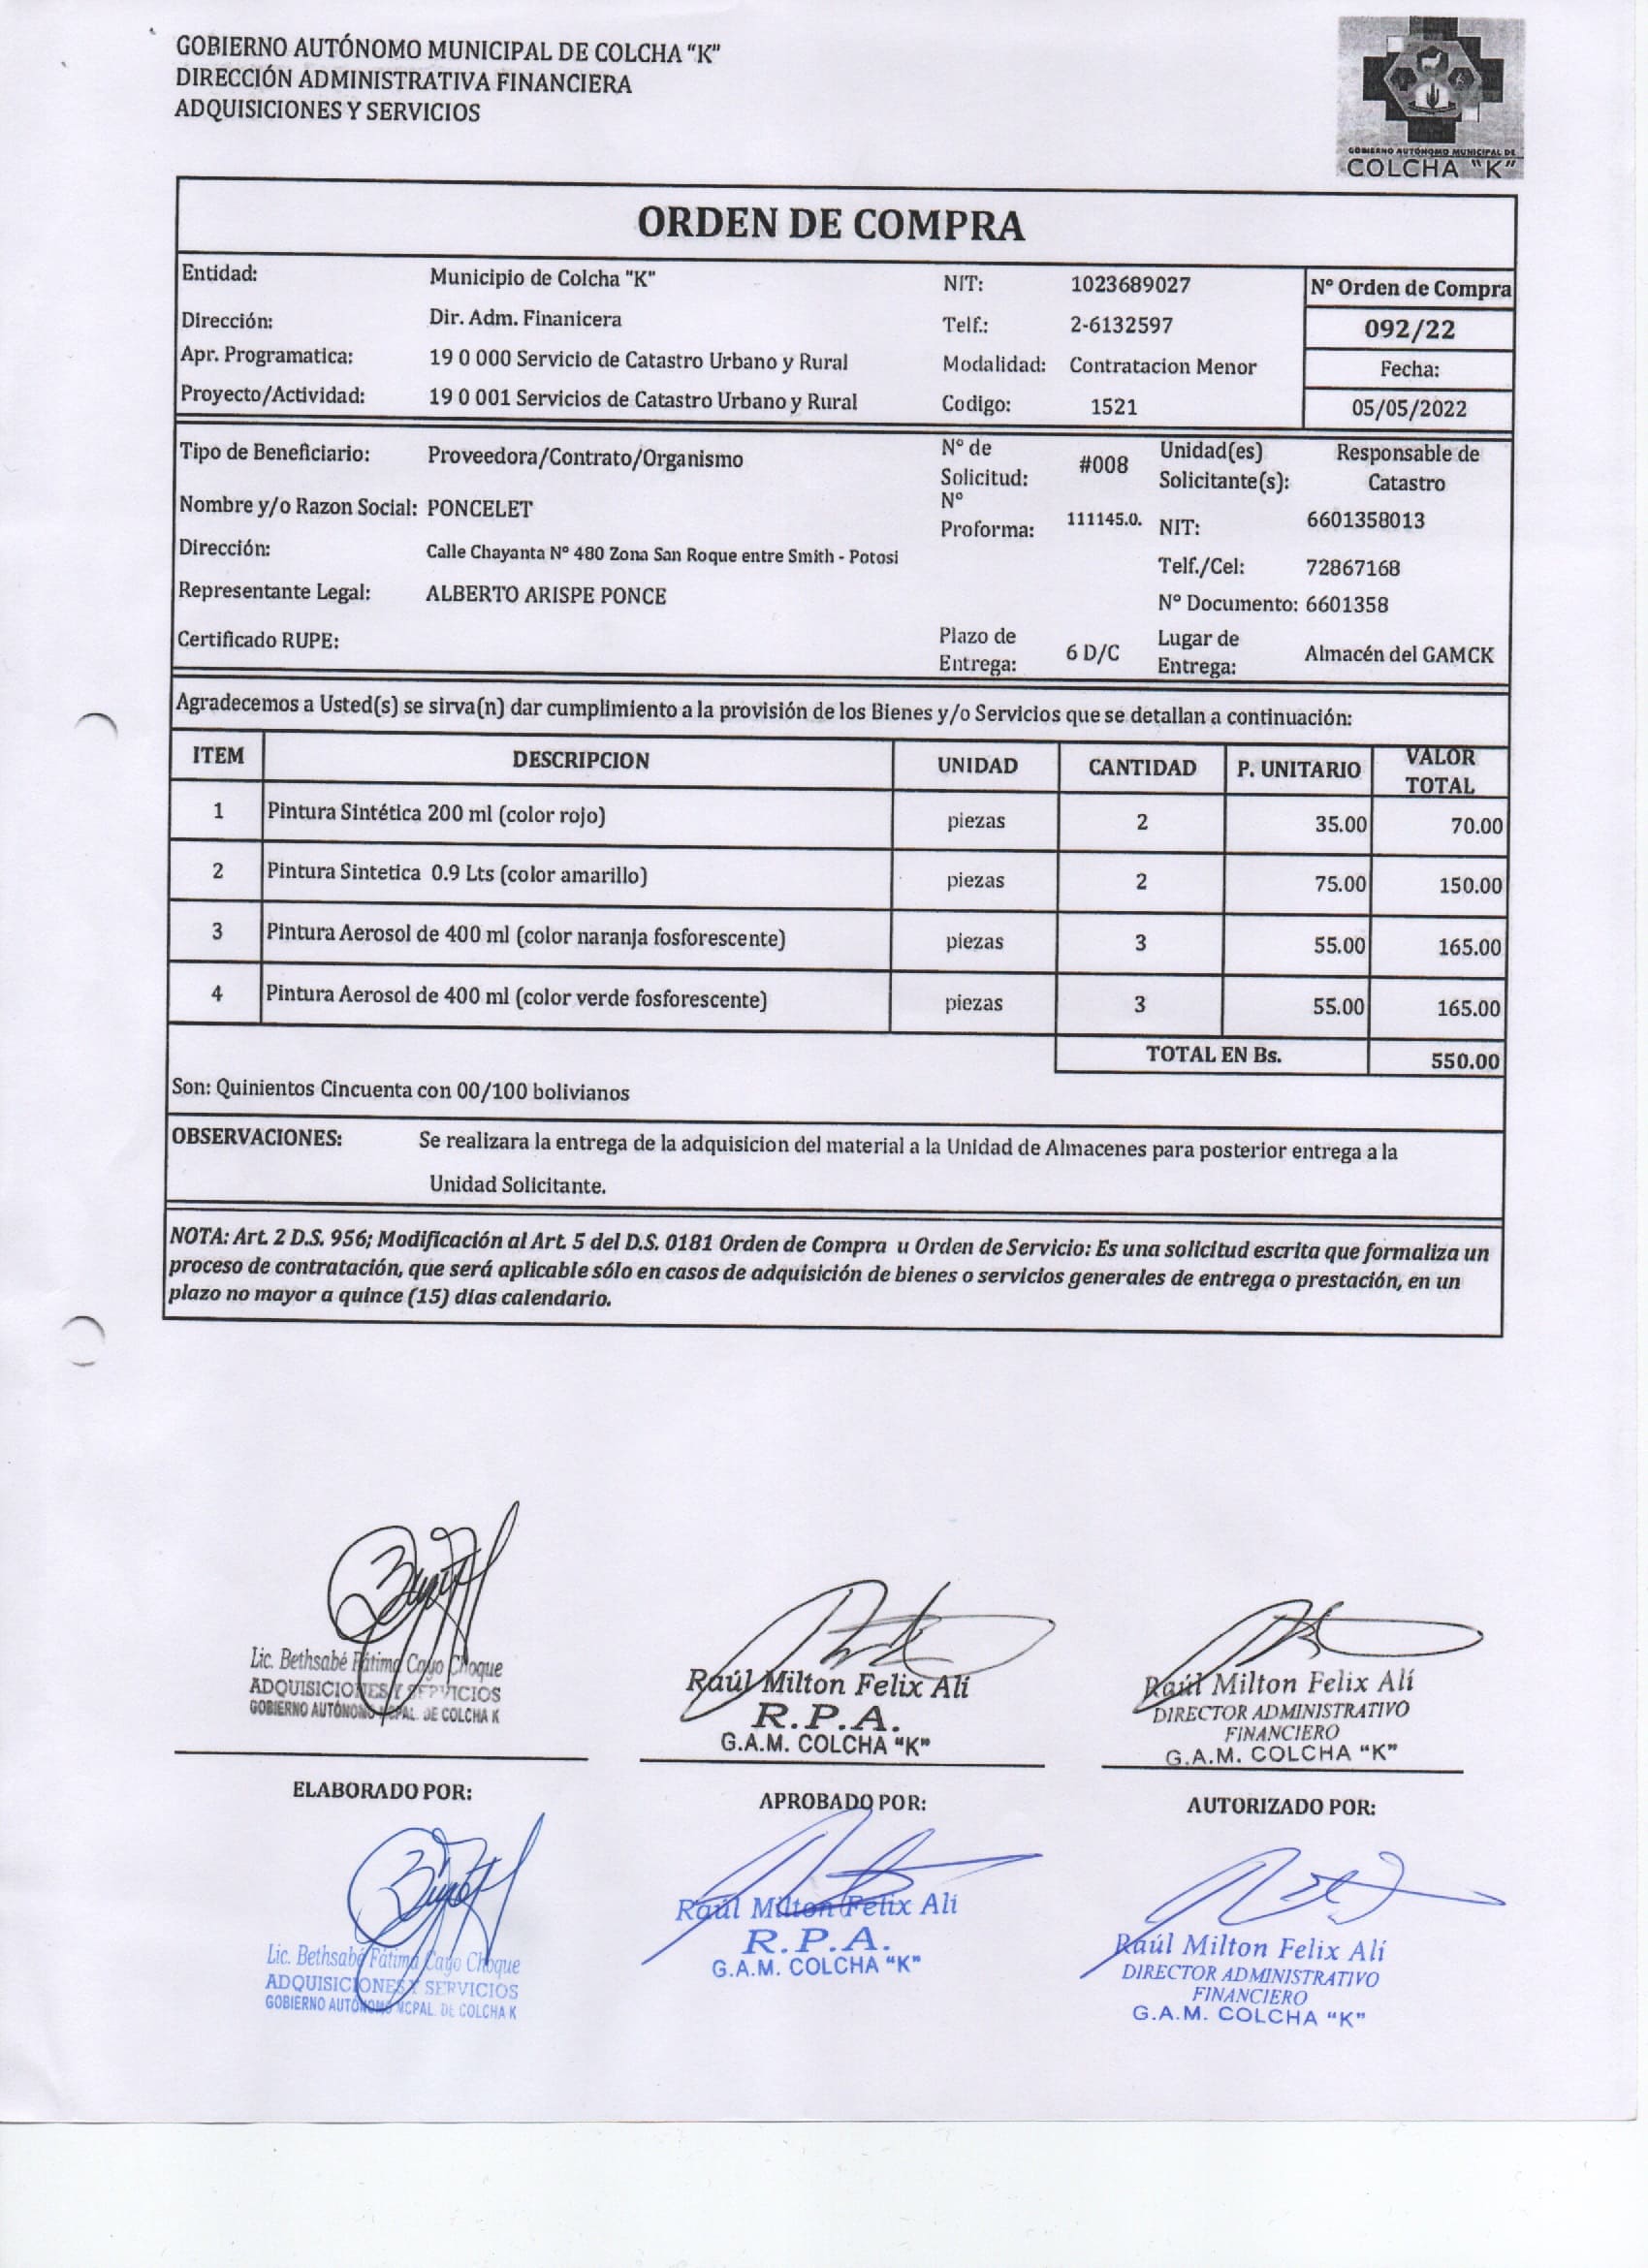 GOBIERNO AUTÓNOMO MUNICIPAL DE COLCHA "K"
DIRECCIÓN ADMINISTRATIVA FINANCIERA
ADQUISICIONES Y SERVICIOS
GOBIERNO AUTÓNOMO MUNICIPAL DE
COLCHA "K"
ORDEN DE COMPRA
Entidad: Municipio de Colcha "K" NIT: 1023689027 Nº Orden de Compra
Dirección: Dir. Adm. Finanicera Telf.: 2-6132597 092/22
Apr. Programatica: 19 0 000 Servicio de Catastro Urbano y Rural Modalidad: Contratacion Menor Fecha:
Proyecto/Actividad: 19 0 001 Servicios de Catastro Urbano y Rural Codigo: 1521 05/05/2022
Tipo de Beneficiario: Proveedora/Contrato/Organismo Nº de Solicitud: #008 Unidad(es) Solicitante(s): Responsable de Catastro
Nombre y/o Razon Social: PONCELET Nº Proforma: 111145.0. NIT: 6601358013
Dirección: Calle Chayanta Nº 480 Zona San Roque entre Smith - Potosi Telf./Cel: 72867168
Representante Legal: ALBERTO ARISPE PONCE Nº Documento: 6601358
Certificado RUPE: Plazo de Entrega: 6 D/C Lugar de Entrega: Almacén del GAMCK
Agradecemos a Usted(s) se sirva(n) dar cumplimiento a la provisión de los Bienes y/o Servicios que se detallan a continuación:
ITEM DESCRIPCION UNIDAD CANTIDAD P. UNITARIO VALOR TOTAL
1 Pintura Sintética 200 ml (color rojo) piezas 2 35.00 70.00
2 Pintura Sintetica 0.9 Lts (color amarillo) piezas 2 75.00 150.00
3 Pintura Aerosol de 400 ml (color naranja fosforescente) piezas 3 55.00 165.00
4 Pintura Aerosol de 400 ml (color verde fosforescente) piezas 3 55.00 165.00
TOTAL EN Bs. 550.00
Son: Quinientos Cincuenta con 00/100 bolivianos
OBSERVACIONES: Se realizara la entrega de la adquisicion del material a la Unidad de Almacenes para posterior entrega a la
Unidad Solicitante.
NOTA: Art. 2 D.S. 956; Modificación al Art. 5 del D.S. 0181 Orden de Compra u Orden de Servicio: Es una solicitud escrita que formaliza un
proceso de contratación, que será aplicable sólo en casos de adquisición de bienes o servicios generales de entrega o prestación, en un
plazo no mayor a quince (15) dias calendario.
Lic. Bethsabé Fátima Cayo Choque
ADQUISICIONES Y SERVICIOS
GOBIERNO AUTÓNOMO MCPAL. DE COLCHA K
Raúl Milton Felix Alí
R.P.A.
G.A.M. COLCHA "K"
Raúl Milton Felix Alí
DIRECTOR ADMINISTRATIVO
FINANCIERO
G.A.M. COLCHA "K"
ELABORADO POR: APROBADO POR: AUTORIZADO POR:
Lic. Bethsabé Fátima Cayo Choque
ADQUISICIONES Y SERVICIOS
GOBIERNO AUTÓNOMO MCPAL. DE COLCHA K
Raúl Milton Felix Alí
R.P.A.
G.A.M. COLCHA "K"
Raúl Milton Felix Alí
DIRECTOR ADMINISTRATIVO
FINANCIERO
G.A.M. COLCHA "K"